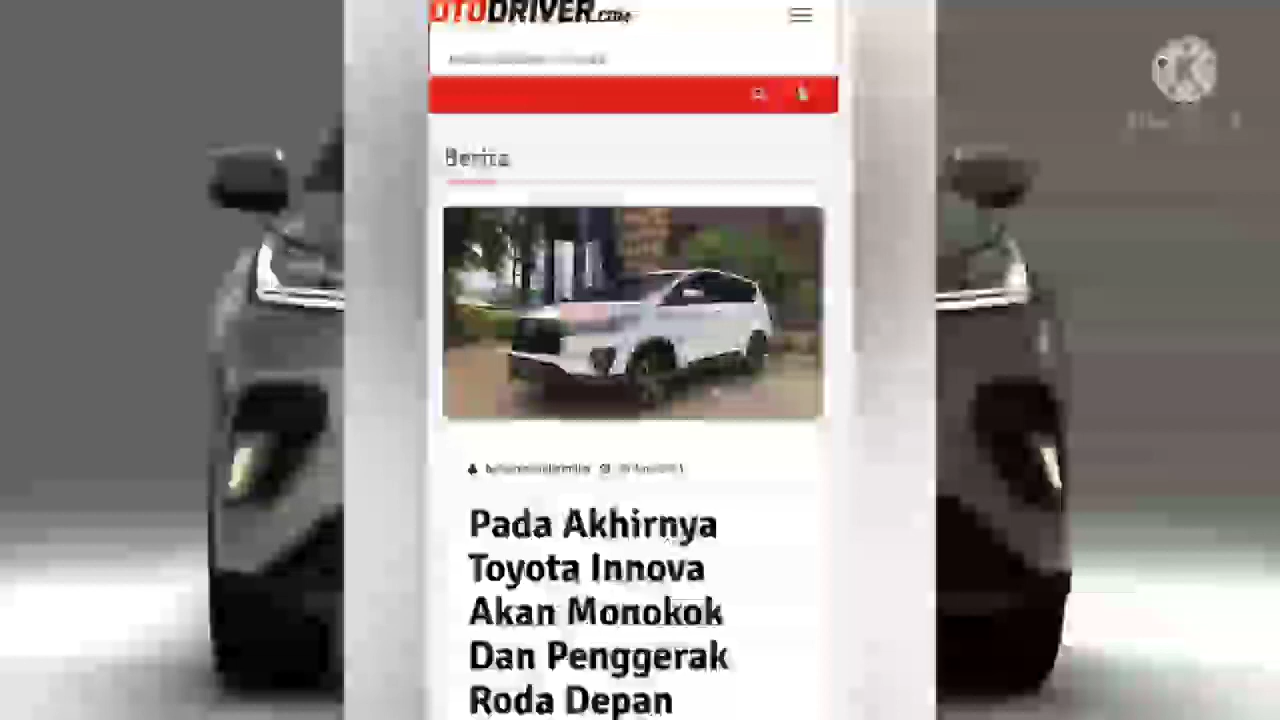 OTODRIVER.com
Berita
Pada Akhirnya
Toyota Innova
Akan Monokok
Dan Penggerak
Roda Depan